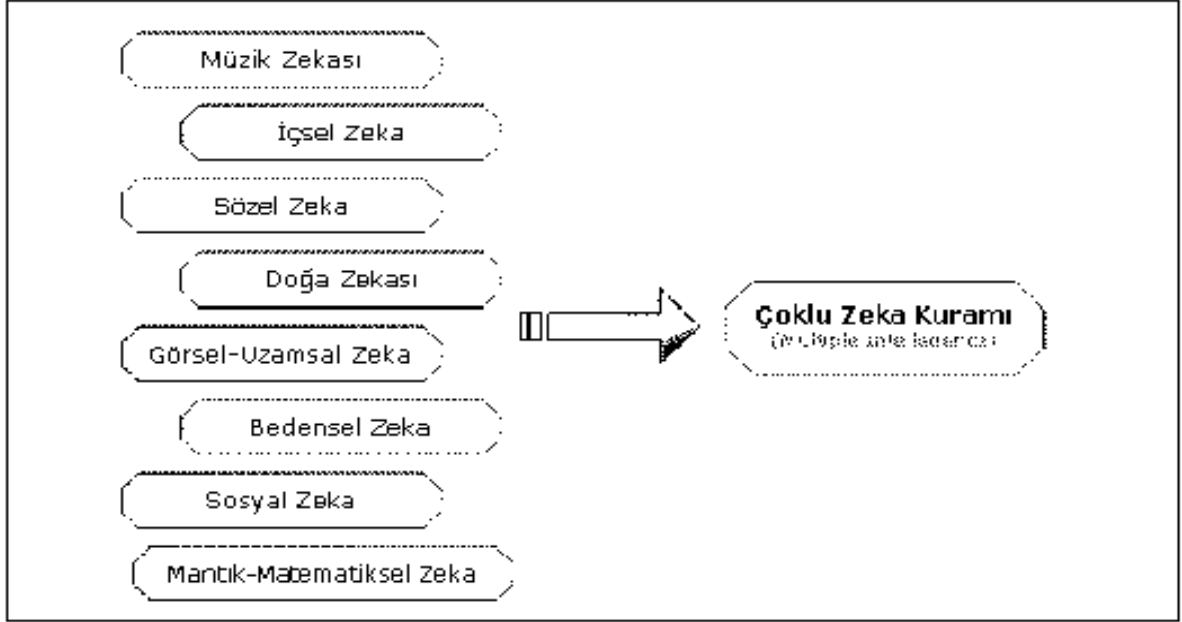 Müzik Zekası
İçsel Zeka
Sözel Zeka
Doğa Zekası
Görsel-Uzamsal Zeka
Bedensel Zeka
Sosyal Zeka
Mantık-Matematiksel Zeka
Çoklu Zeka Kuramı